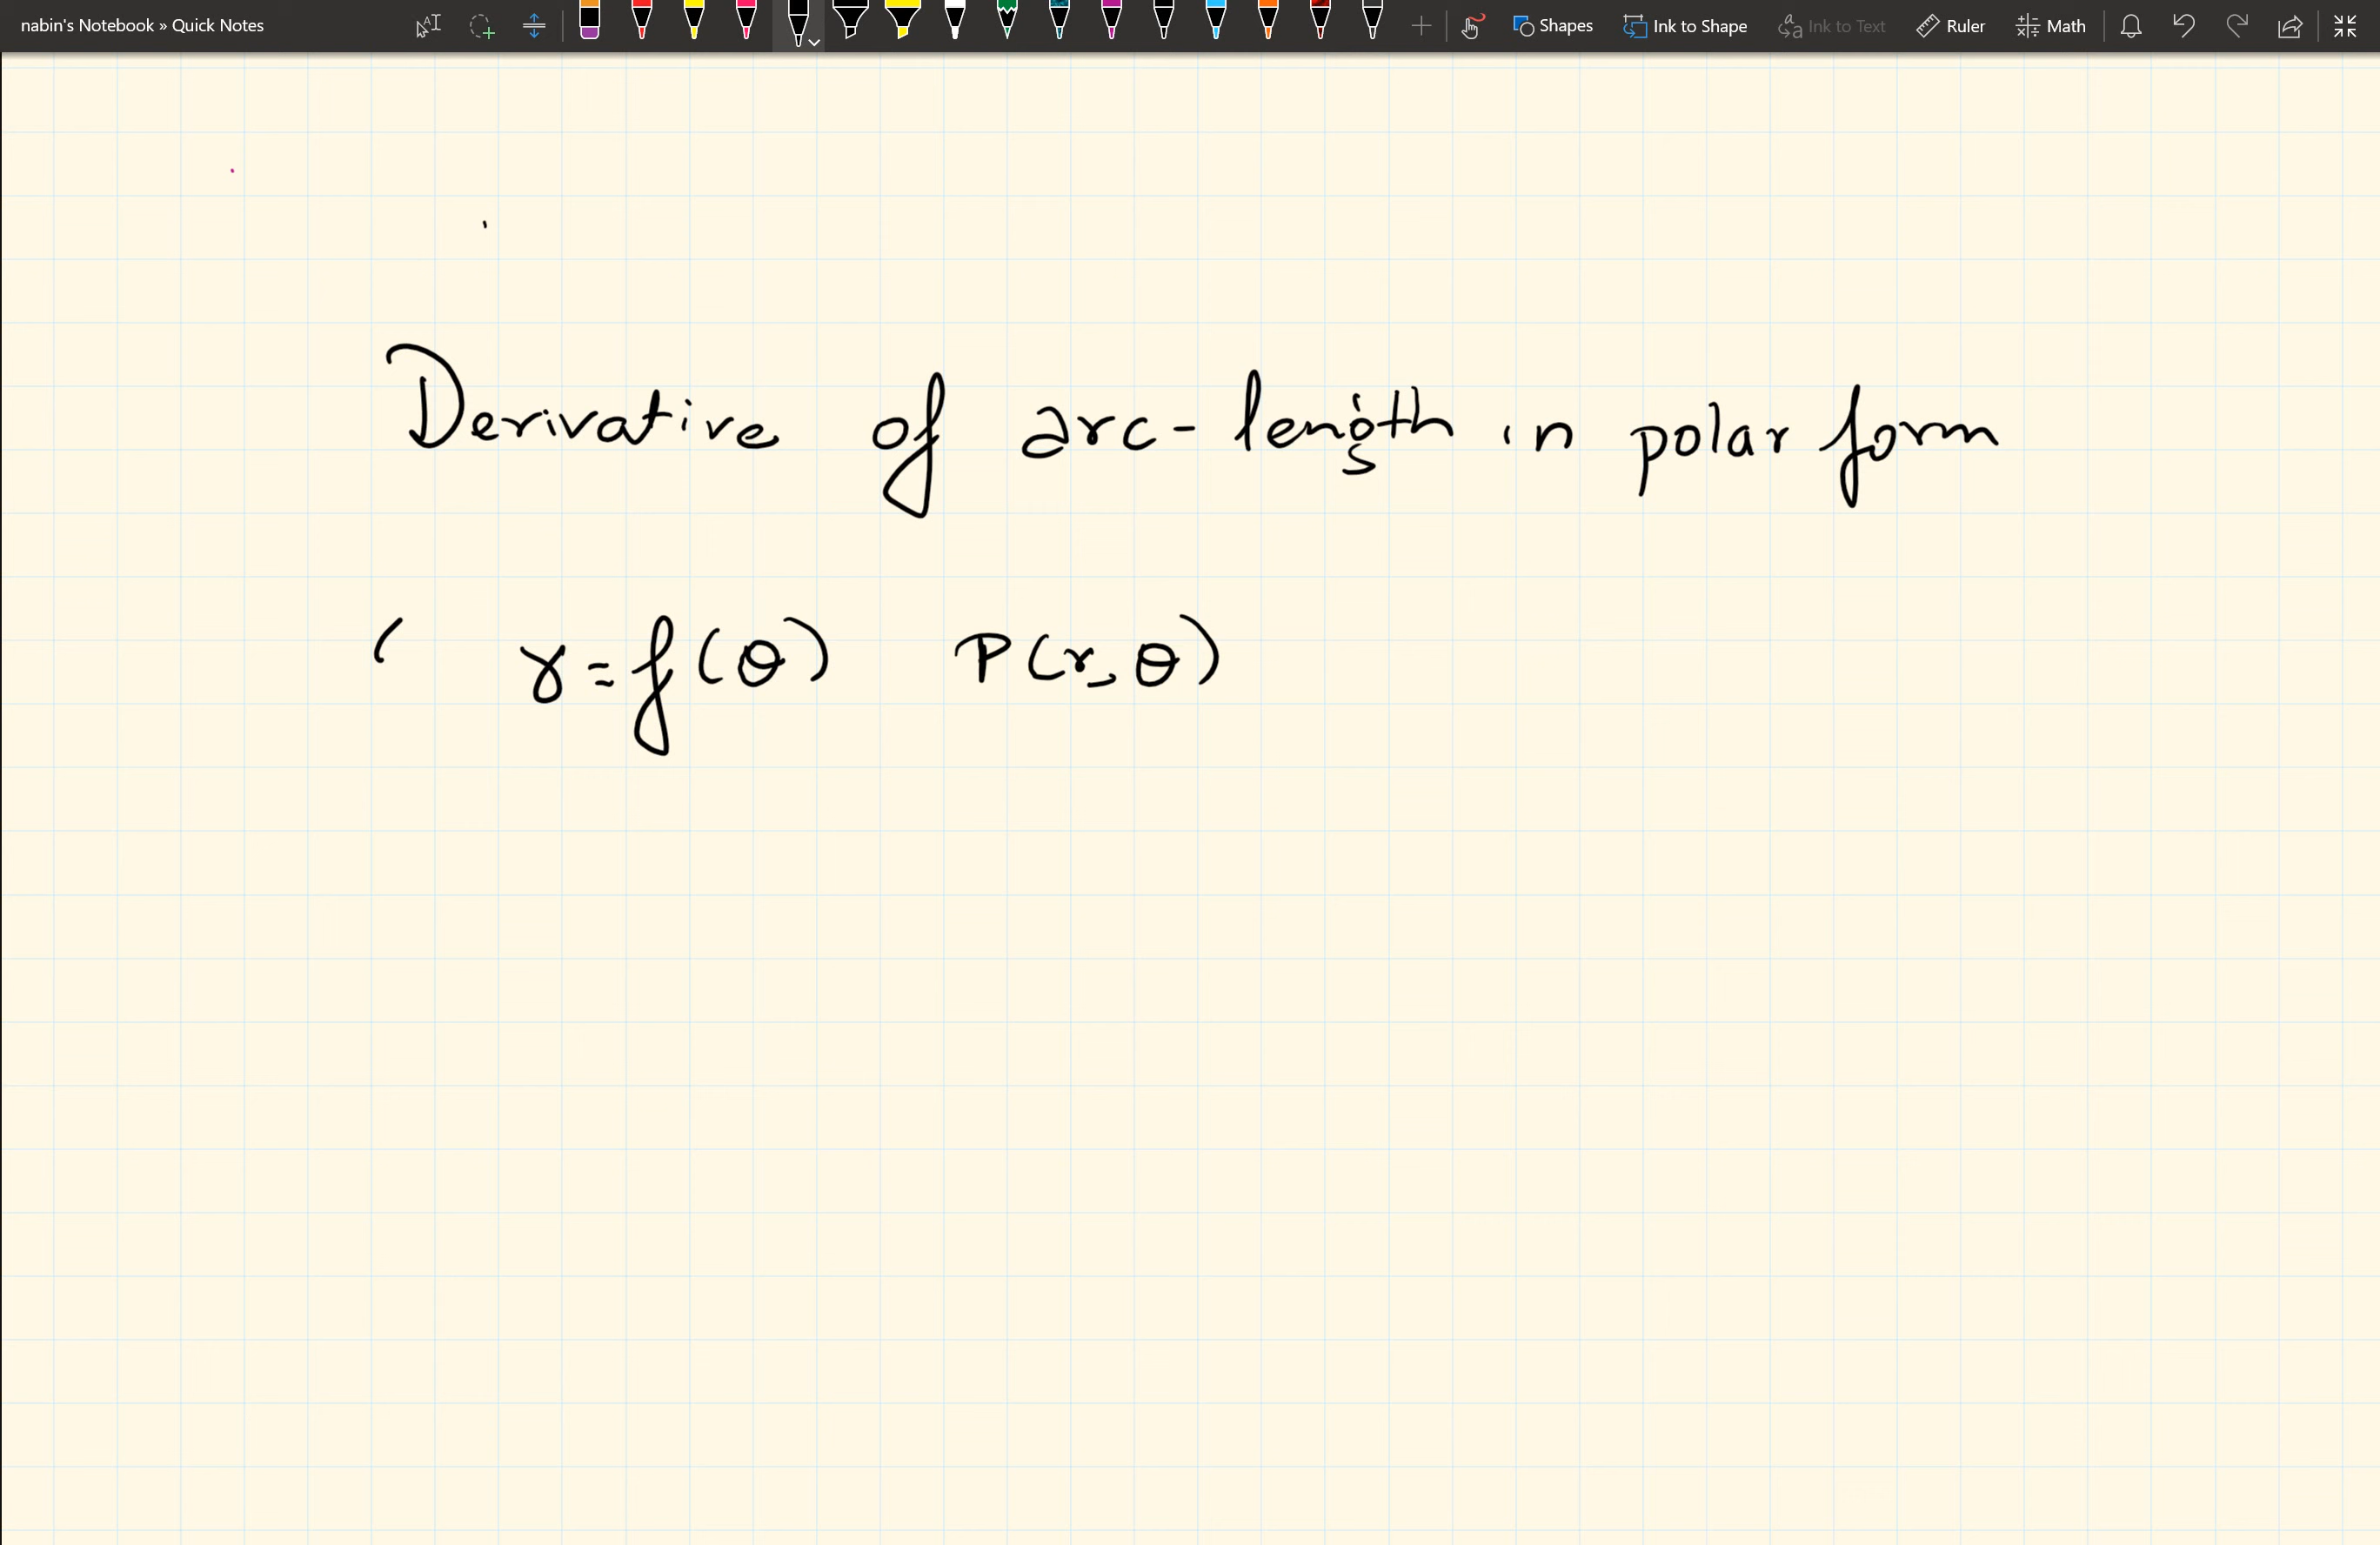 nabin's Notebook » Quick Notes
Shapes
Ink to Shape
Ink to Text
Ruler
Math
Derivative of arc-length in polar form
( r=f(θ) P(r, θ)